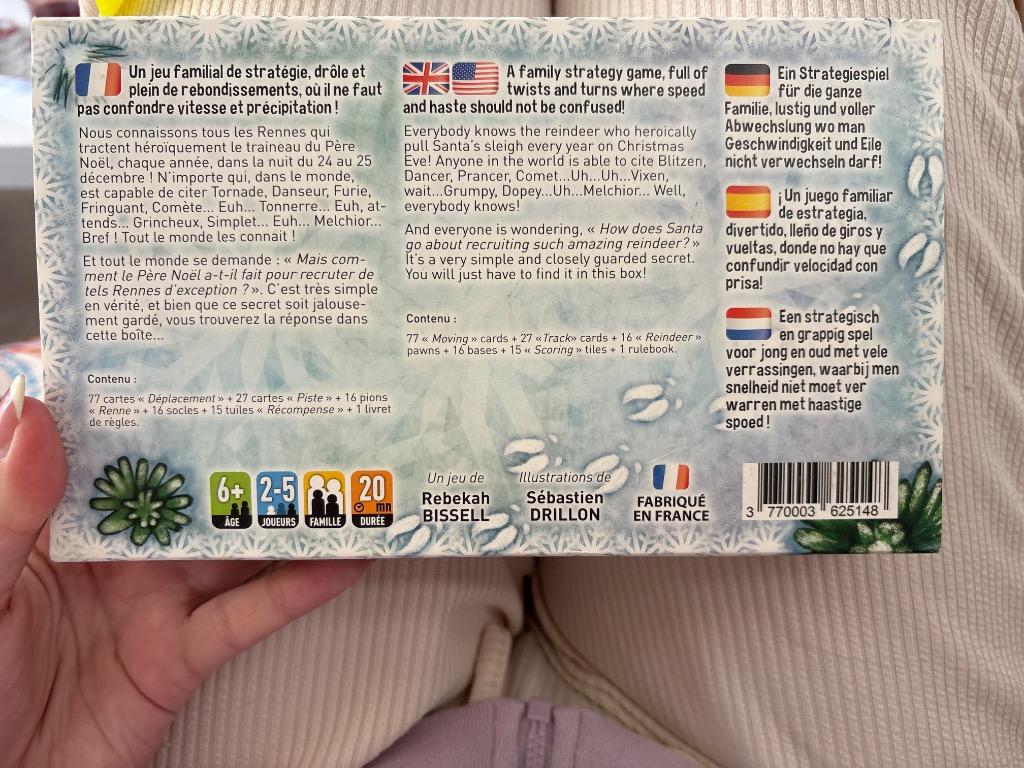 Un jeu familial de stratégie, drôle et
plein de rebondissements, où il ne faut
pas confondre vitesse et précipitation !
Nous connaissons tous les Rennes qui
tractent héroïquement le traineau du Père
Noël, chaque année, dans la nuit du 24 au 25
décembre ! N'importe qui, dans le monde,
est capable de citer Tornade, Danseur, Furie,
Fringuant, Comète... Euh... Tonnerre... Euh, at-
tends... Grincheux, Simplet... Euh... Melchior...
Bref ! Tout le monde les connait !
Et tout le monde se demande : « Mais com-
ment le Père Noël a-t-il fait pour recruter de
tels Rennes d'exception ? ». C'est très simple
en vérité, et bien que ce secret soit jalouse-
ment gardé, vous trouverez la réponse dans
cette boîte...
Contenu :
77 cartes « Déplacement » + 27 cartes « Piste » + 16 pions
« Renne » + 16 socles + 15 tuiles « Récompense » + 1 livret
de règles.
A family strategy game, full of
twists and turns where speed
and haste should not be confused!
Everybody knows the reindeer who heroically
pull Santa's sleigh every year on Christmas
Eve! Anyone in the world is able to cite Blitzen,
Dancer, Prancer, Comet...Uh...Uh...Vixen,
wait...Grumpy, Dopey...Uh...Melchior... Well,
everybody knows!
And everyone is wondering, « How does Santa
go about recruiting such amazing reindeer? »
It's a very simple and closely guarded secret.
You will just have to find it in this box!
Contenu :
77 « Moving » cards + 27 «Track» cards + 16 « Reindeer »
pawns + 16 bases + 15 « Scoring » tiles + 1 rulebook.
Ein Strategiespiel
für die ganze
Familie, lustig und voller
Abwechslung wo man
Geschwindigkeit und Eile
nicht verwechseln darf!
¡Un juego familiar
de estrategia,
divertido, lleño de giros y
vueltas, donde no hay que
confundir velocidad con
prisa!
Een strategisch
en grappig spel
voor jong en oud met vele
verrassingen, waarbij men
snelheid niet moet ver
warren met haastige
spoed !
6+
ÂGE
2-5
JOUEURS
FAMILLE
20
mn
DURÉE
Un jeu de
Rebekah
BISSELL
Illustrations de
Sébastien
DRILLON
FABRIQUÉ
EN FRANCE
3 770003 625148